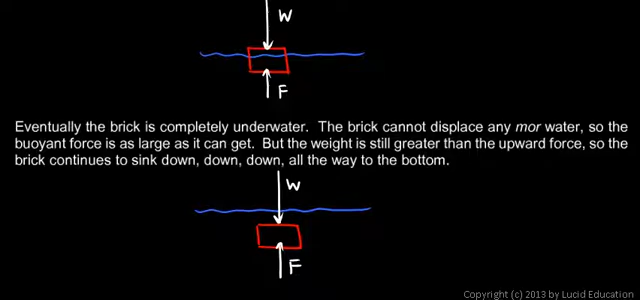 W
F
Eventually the brick is completely underwater.  The brick cannot displace any mor water, so the
buoyant force is as large as it can get.  But the weight is still greater than the upward force, so the
brick continues to sink down, down, down, all the way to the bottom.
W
F
Copyright (c) 2013 by Lucid Education